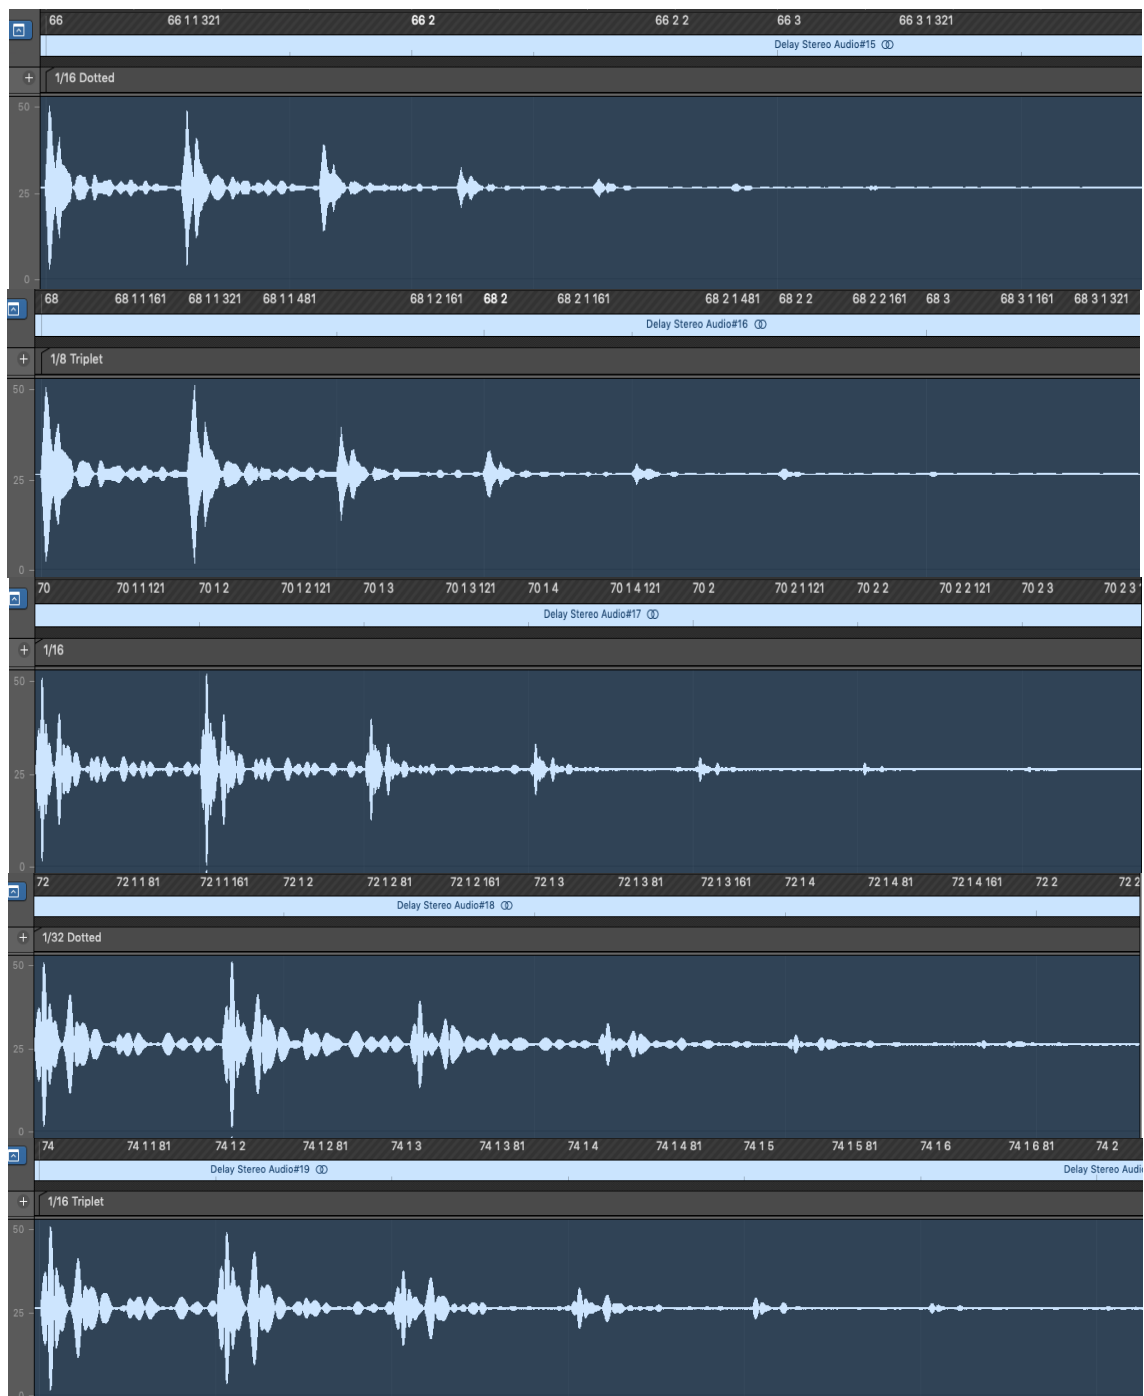 66 66 1 1 321 66 2 66 2 2 66 3 66 3 1 321
Delay Stereo Audio#15
+ 1/16 Dotted
50
25
0
68 68 1 1 161 68 1 1 321 68 1 1 481 68 1 2 161 68 2 68 2 1 161 68 2 1 481 68 2 2 68 2 2 161 68 3 68 3 1 161 68 3 1 321
Delay Stereo Audio#16
+ 1/8 Triplet
50
25
0
70 70 1 1 121 70 1 2 70 1 2 121 70 1 3 70 1 3 121 70 1 4 70 1 4 121 70 2 70 2 1 121 70 2 2 70 2 2 121 70 2 3 70 2 3
Delay Stereo Audio#17
+ 1/16
50
25
0
72 72 1 1 81 72 1 1 161 72 1 2 72 1 2 81 72 1 2 161 72 1 3 72 1 3 81 72 1 3 161 72 1 4 72 1 4 81 72 1 4 161 72 2 72 2
Delay Stereo Audio#18
+ 1/32 Dotted
50
25
0
74 74 1 1 81 74 1 2 74 1 2 81 74 1 3 74 1 3 81 74 1 4 74 1 4 81 74 1 5 74 1 5 81 74 1 6 74 1 6 81 74 2
Delay Stereo Audio#19 Delay Stereo Audi
+ 1/16 Triplet
50
25
0